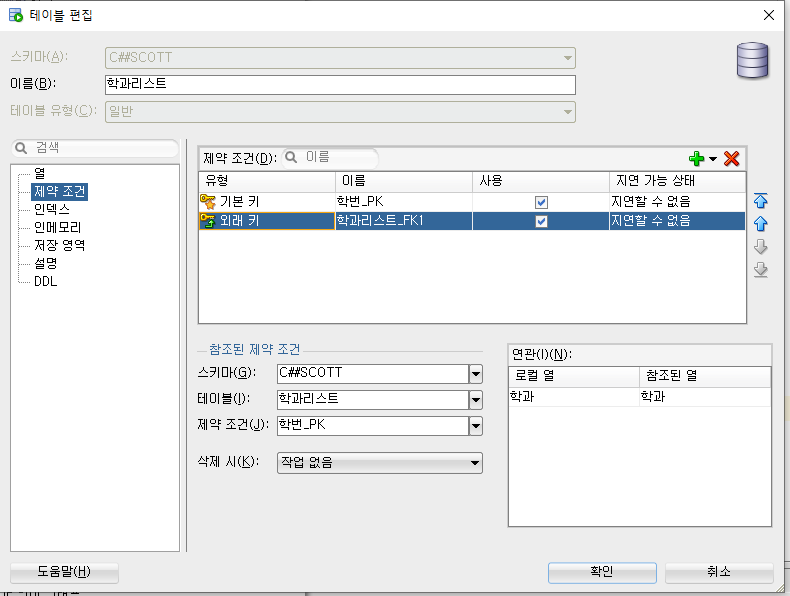 테이블 편집
스키마(A): C##SCOTT
이름(B): 학과리스트
테이블 유형(C): 일반
검색
열
제약 조건
인덱스
인메모리
저장 영역
설명
DDL
제약 조건(D): 이름
유형 이름 사용 지연 가능 상태
기본 키 학번_PK 지연할 수 없음
외래 키 학과리스트_FK1 지연할 수 없음
참조된 제약 조건
스키마(G): C##SCOTT
테이블(I): 학과리스트
제약 조건(J): 학번_PK
삭제 시(K): 작업 없음
연관(I)(N):
로컬 열 참조된 열
학과 학과
도움말(H) 확인 취소